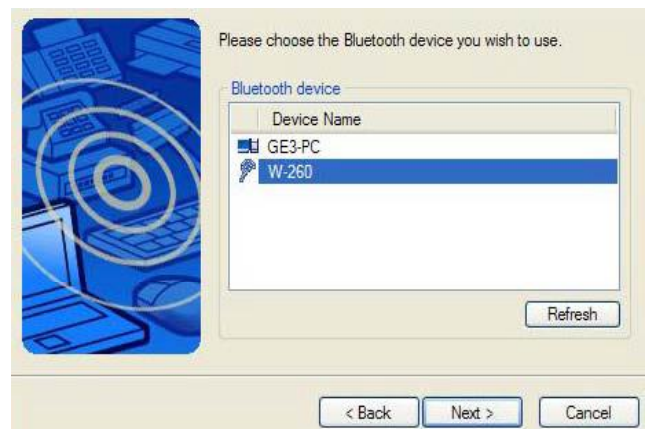 Please choose the Bluetooth device you wish to use.
Bluetooth device
Device Name
GE3-PC
W-260
Refresh
< Back Next > Cancel